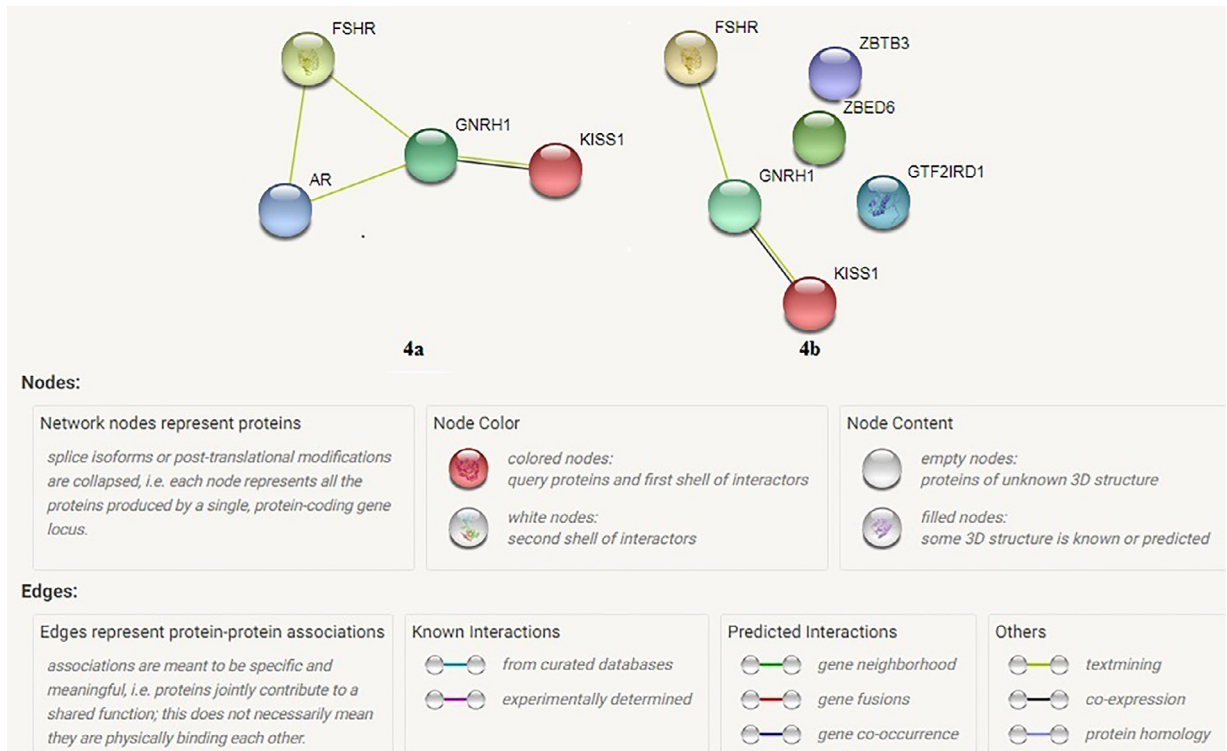 FSHR
GNRH1
KISS1
AR
4a
FSHR
ZBTB3
ZBED6
GNRH1
GTF2IRD1
KISS1
4b
Nodes:
Network nodes represent proteins
splice isoforms or post-translational modifications
are collapsed, i.e. each node represents all the
proteins produced by a single, protein-coding gene
locus.
Node Color
colored nodes:
query proteins and first shell of interactors
white nodes:
second shell of interactors
Node Content
empty nodes:
proteins of unknown 3D structure
filled nodes:
some 3D structure is known or predicted
Edges:
Edges represent protein-protein associations
associations are meant to be specific and
meaningful, i.e. proteins jointly contribute to a
shared function; this does not necessarily mean
they are physically binding each other.
Known Interactions
from curated databases
experimentally determined
Predicted Interactions
gene neighborhood
gene fusions
gene co-occurrence
Others
textmining
co-expression
protein homology